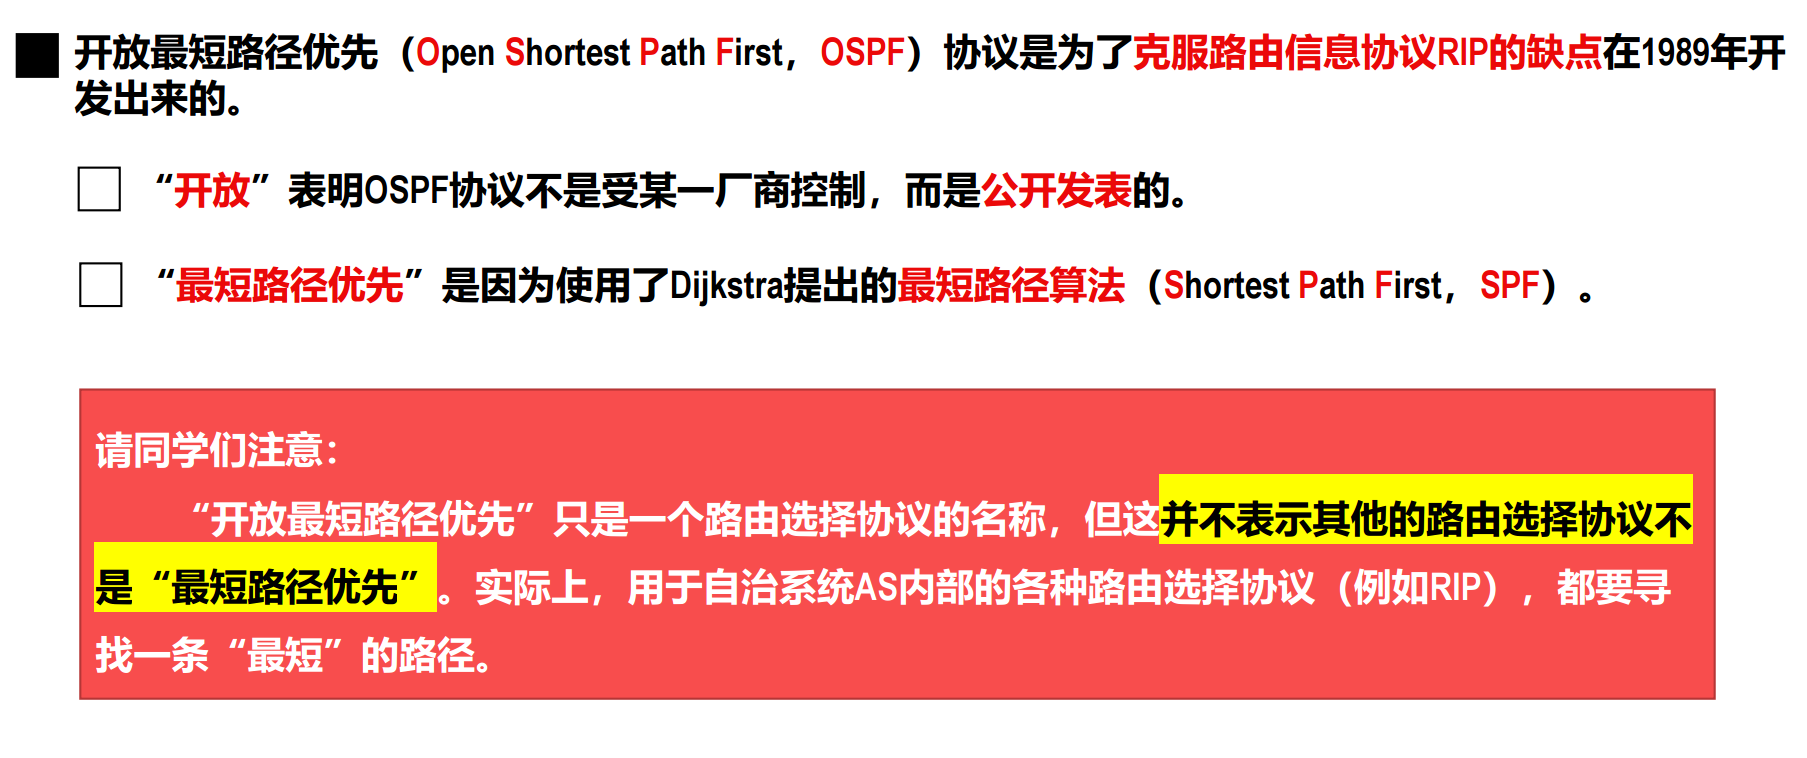 开放最短路径优先（Open Shortest Path First，OSPF）协议是为了克服路由信息协议RIP的缺点在1989年开
发出来的。
“开放”表明OSPF协议不是受某一厂商控制，而是公开发表的。
“最短路径优先”是因为使用了Dijkstra提出的最短路径算法（Shortest Path First，SPF）。
请同学们注意：
“开放最短路径优先”只是一个路由选择协议的名称，但这并不表示其他的路由选择协议不
是“最短路径优先”。实际上，用于自治系统AS内部的各种路由选择协议（例如RIP），都要寻
找一条“最短”的路径。